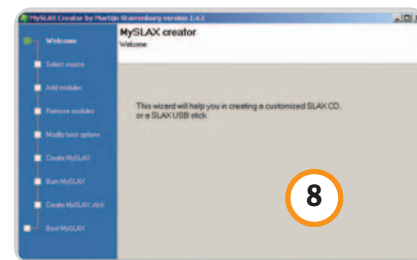 MySLAX Creator by Martijn Starrenburg version 1.4.3
MySLAX creator
Welcome
Welcome
Select source
Add modules
Remove modules
Modify boot options
Create MySLAX
Burn MySLAX
Create MySLAX stick
Boot MySLAX
This wizard will help you in creating a customized SLAX CD.
or a SLAX USB stick
8